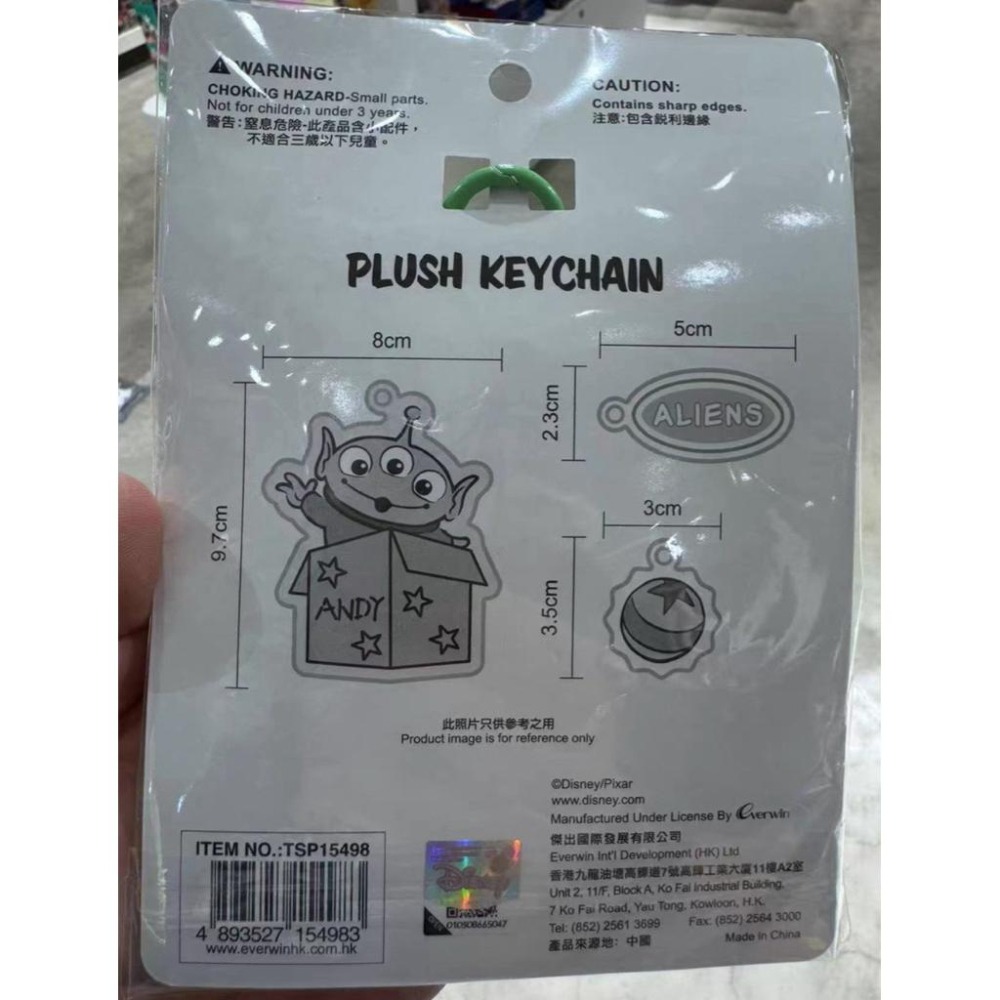 WARNING:
CHOKING HAZARD-Small parts.
Not for children under 3 years.
警告：窒息危險-此產品含小配件，
不適合三歲以下兒童。
CAUTION:
Contains sharp edges.
注意：包含銳利邊緣
PLUSH KEYCHAIN
8cm
9.7cm
ANDY
5cm
2.3cm
ALIENS
3cm
3.5cm
此照片只供參考之用
Product image is for reference only
©Disney/Pixar
www.disney.com
Manufactured Under License By Everwin
傑出國際發展有限公司
Everwin Int'l Development (HK) Ltd
香港九龍油塘高輝道7號高輝工業大廈11樓A2室
Unit 2, 11/F, Block A, Ko Fai Industrial Building,
7 Ko Fai Road, Yau Tong, Kowloon, H.K.
Tel: (852) 2561 3699 Fax: (852) 2564 3000
產品來源地: 中國 Made in China
ITEM NO.:TSP15498
4 893527 154983
www.everwinhk.com.hk
Disney
010508665047